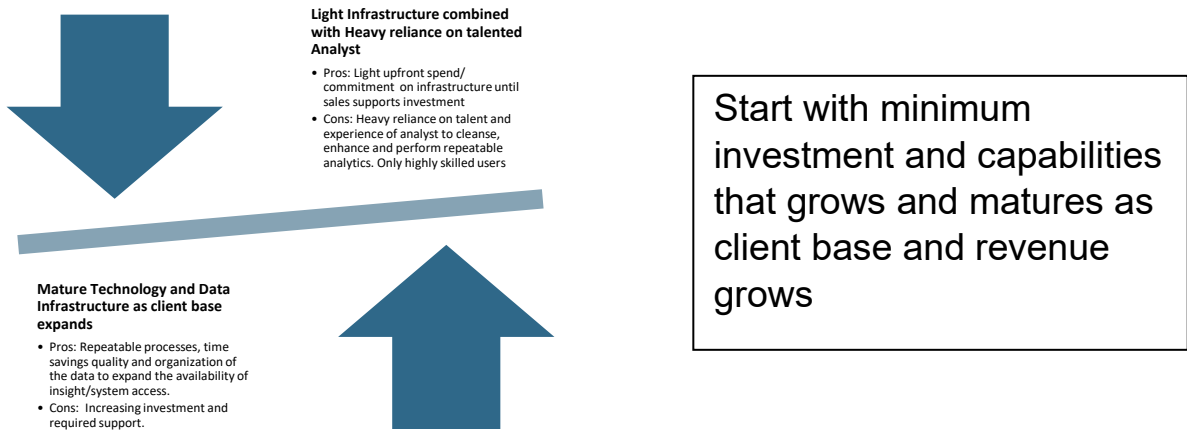 Light Infrastructure combined
with Heavy reliance on talented
Analyst
• Pros: Light upfront spend/
commitment on infrastructure until
sales supports investment
• Cons: Heavy reliance on talent and
experience of analyst to cleanse,
enhance and perform repeatable
analytics. Only highly skilled users
Mature Technology and Data
Infrastructure as client base
expands
• Pros: Repeatable processes, time
savings quality and organization of
the data to expand the availability of
insight/system access.
• Cons: Increasing investment and
required support.
Start with minimum
investment and capabilities
that grows and matures as
client base and revenue
grows